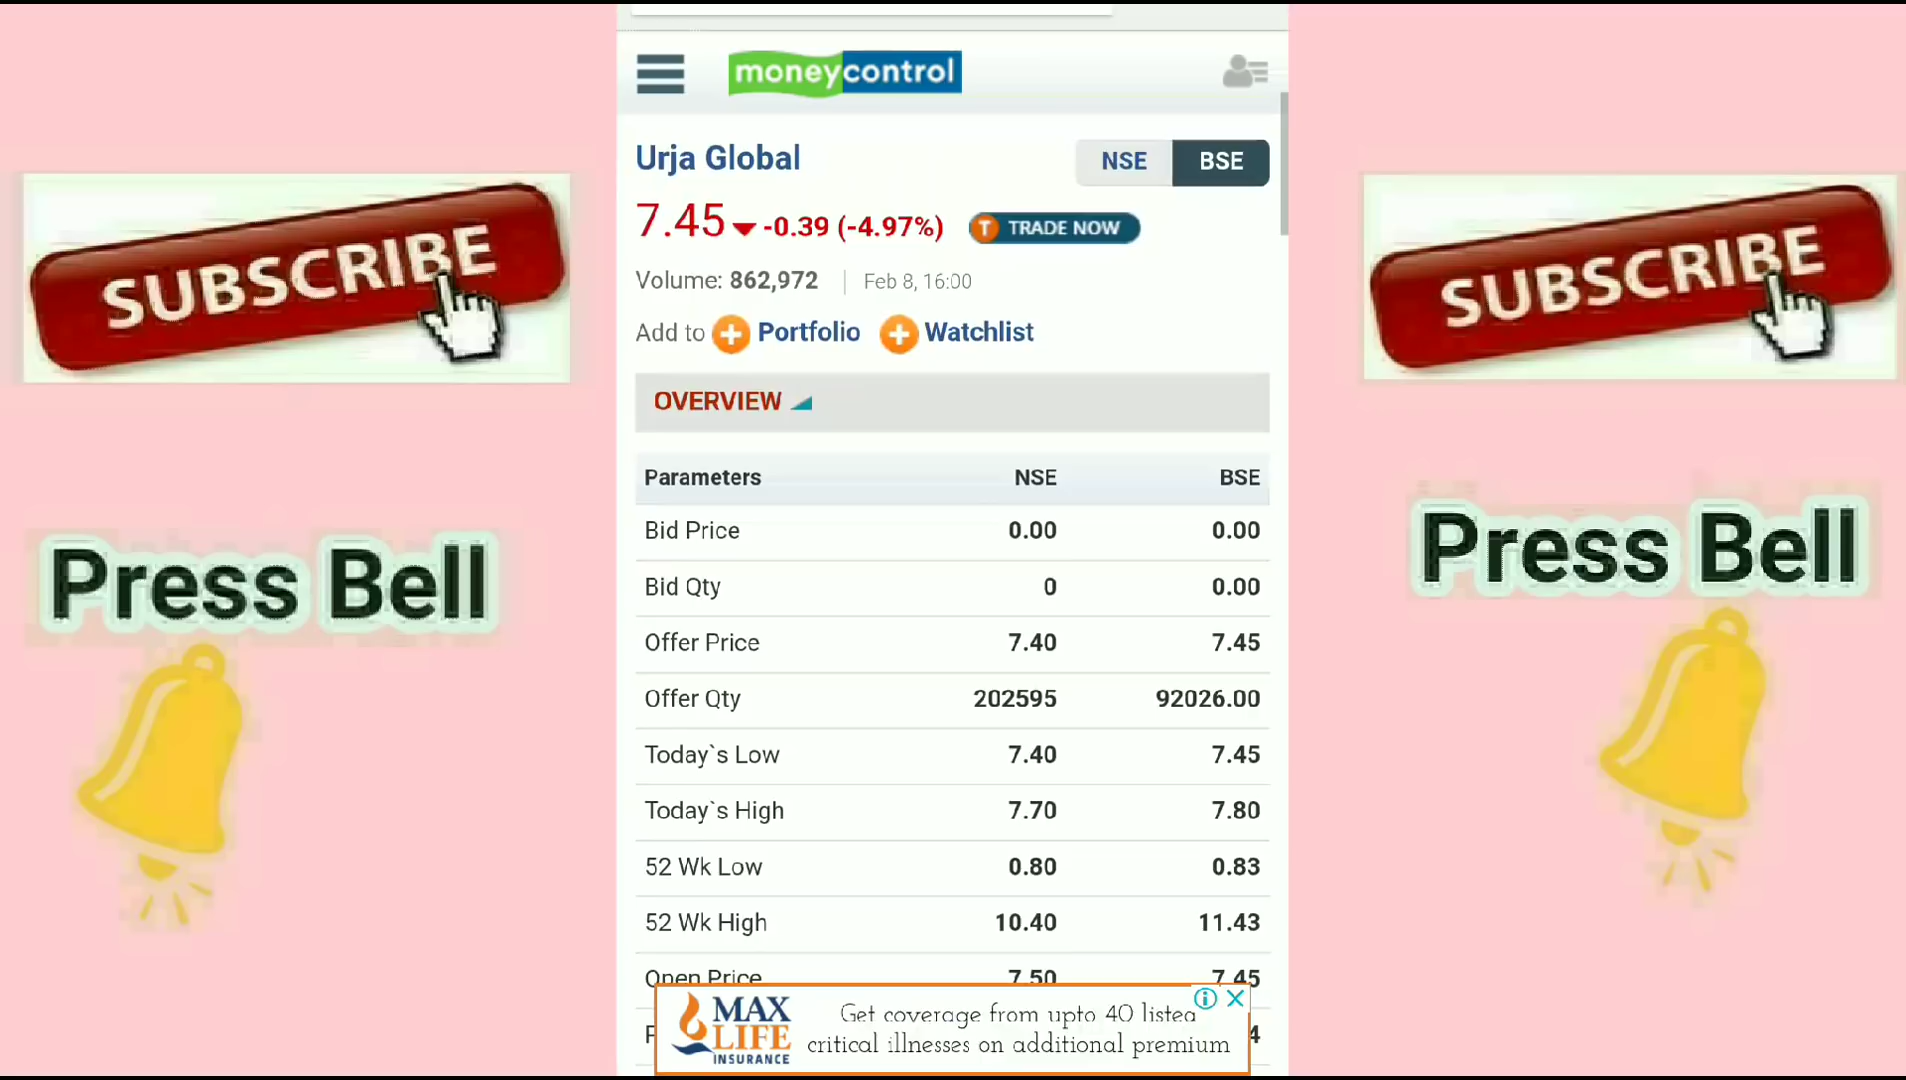 moneycontrol
Urja Global
NSE BSE
7.45 -0.39 (-4.97%) T TRADE NOW
Volume: 862,972 | Feb 8, 16:00
Add to Portfolio Watchlist
OVERVIEW
Parameters NSE BSE
Bid Price 0.00 0.00
Bid Qty 0 0.00
Offer Price 7.40 7.45
Offer Qty 202595 92026.00
Today`s Low 7.40 7.45
Today`s High 7.70 7.80
52 Wk Low 0.80 0.83
52 Wk High 10.40 11.43
Open Price 7.50 7.45
4
MAX LIFE INSURANCE
Get coverage from upto 40 listed
critical illnesses on additional premium
SUBSCRIBE
Press Bell
SUBSCRIBE
Press Bell